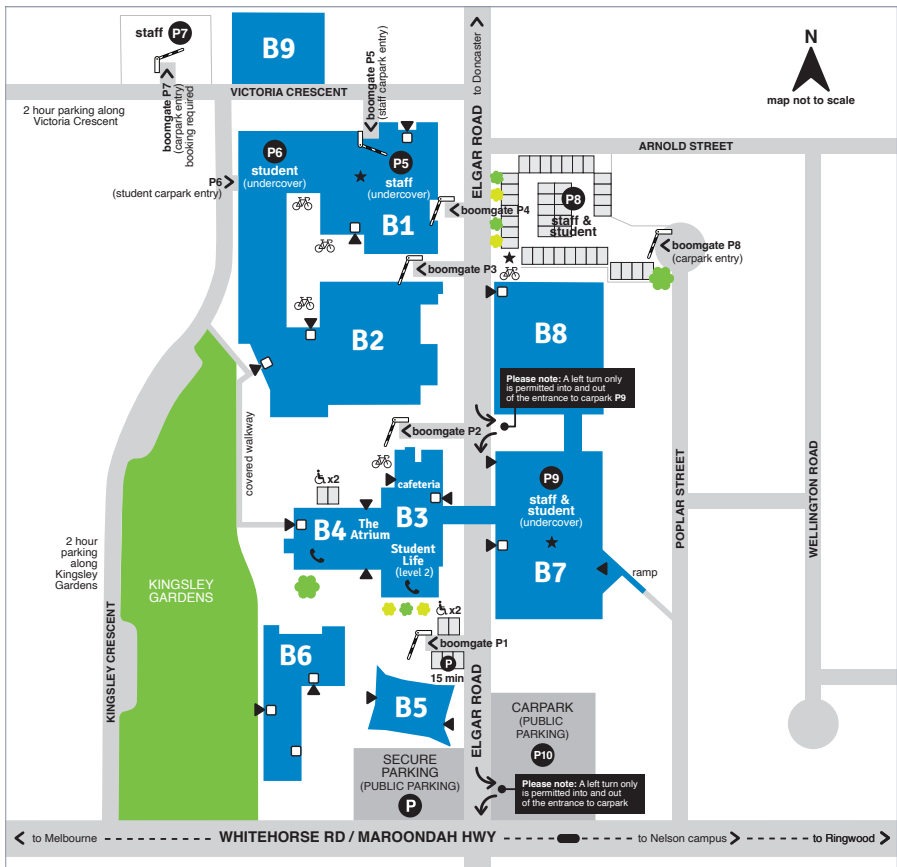 staff P7
B9
boomgate P5
(staff carpark entry)
to Doncaster
ELGAR ROAD
N
map not to scale
VICTORIA CRESCENT
2 hour parking along
Victoria Crescent
boomgate P7
(carpark entry)
booking required
ARNOLD STREET
P6
student
(undercover)
P5
staff
(undercover)
P6
(student carpark entry)
B1
boomgate P4
P8
staff &
student
boomgate P8
(carpark entry)
boomgate P3
B2
B8
Please note: A left turn only
is permitted into and out
of the entrance to carpark P9
boomgate P2
covered walkway
cafeteria
x2
B4
The
Atrium
B3
Student
Life
(level 2)
P9
staff &
student
(undercover)
B7
ramp
POPLAR STREET
WELLINGTON ROAD
2 hour
parking
along
Kingsley
Gardens
KINGSLEY
GARDENS
KINGSLEY CRESCENT
x2
boomgate P1
P
15 min
B6
B5
ELGAR ROAD
CARPARK
(PUBLIC
PARKING)
P10
SECURE
PARKING
(PUBLIC PARKING)
P
Please note: A left turn only
is permitted into and out
of the entrance to carpark
to Melbourne
WHITEHORSE RD / MAROONDAH HWY
to Nelson campus
to Ringwood